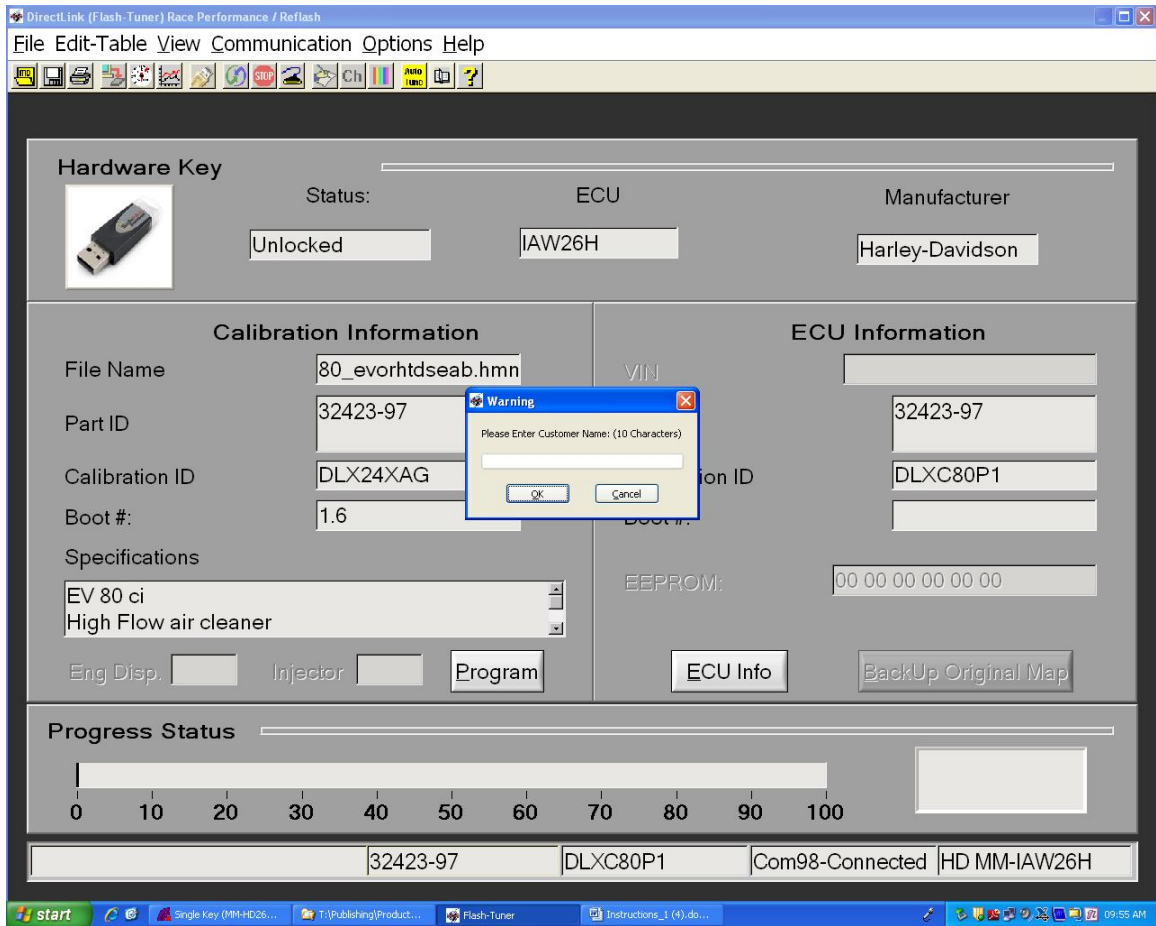 DirectLink (Flash-Tuner) Race Performance / Reflash
File Edit-Table View Communication Options Help
STOP Ch Auto Tune ?
Hardware Key
Status: ECU Manufacturer
Unlocked IAW26H Harley-Davidson
Calibration Information ECU Information
File Name 80_evorhtdseab.hmn VIN
Warning
Please Enter Customer Name: (10 Characters)
OK Cancel
Part ID 32423-97 32423-97
Calibration ID DLX24XAG ion ID DLXC80P1
Boot #: 1.6 Boot #:
Specifications
EV 80 ci
High Flow air cleaner
EEPROM: 00 00 00 00 00 00
Eng Disp. Injector Program ECU Info BackUp Original Map
Progress Status
0 10 20 30 40 50 60 70 80 90 100
32423-97 DLXC80P1 Com98-Connected HD MM-IAW26H
start Single Key (MM-HD26... T:\Publishing\Product... Flash-Tuner Instructions_1 (4).do... 09:55 AM